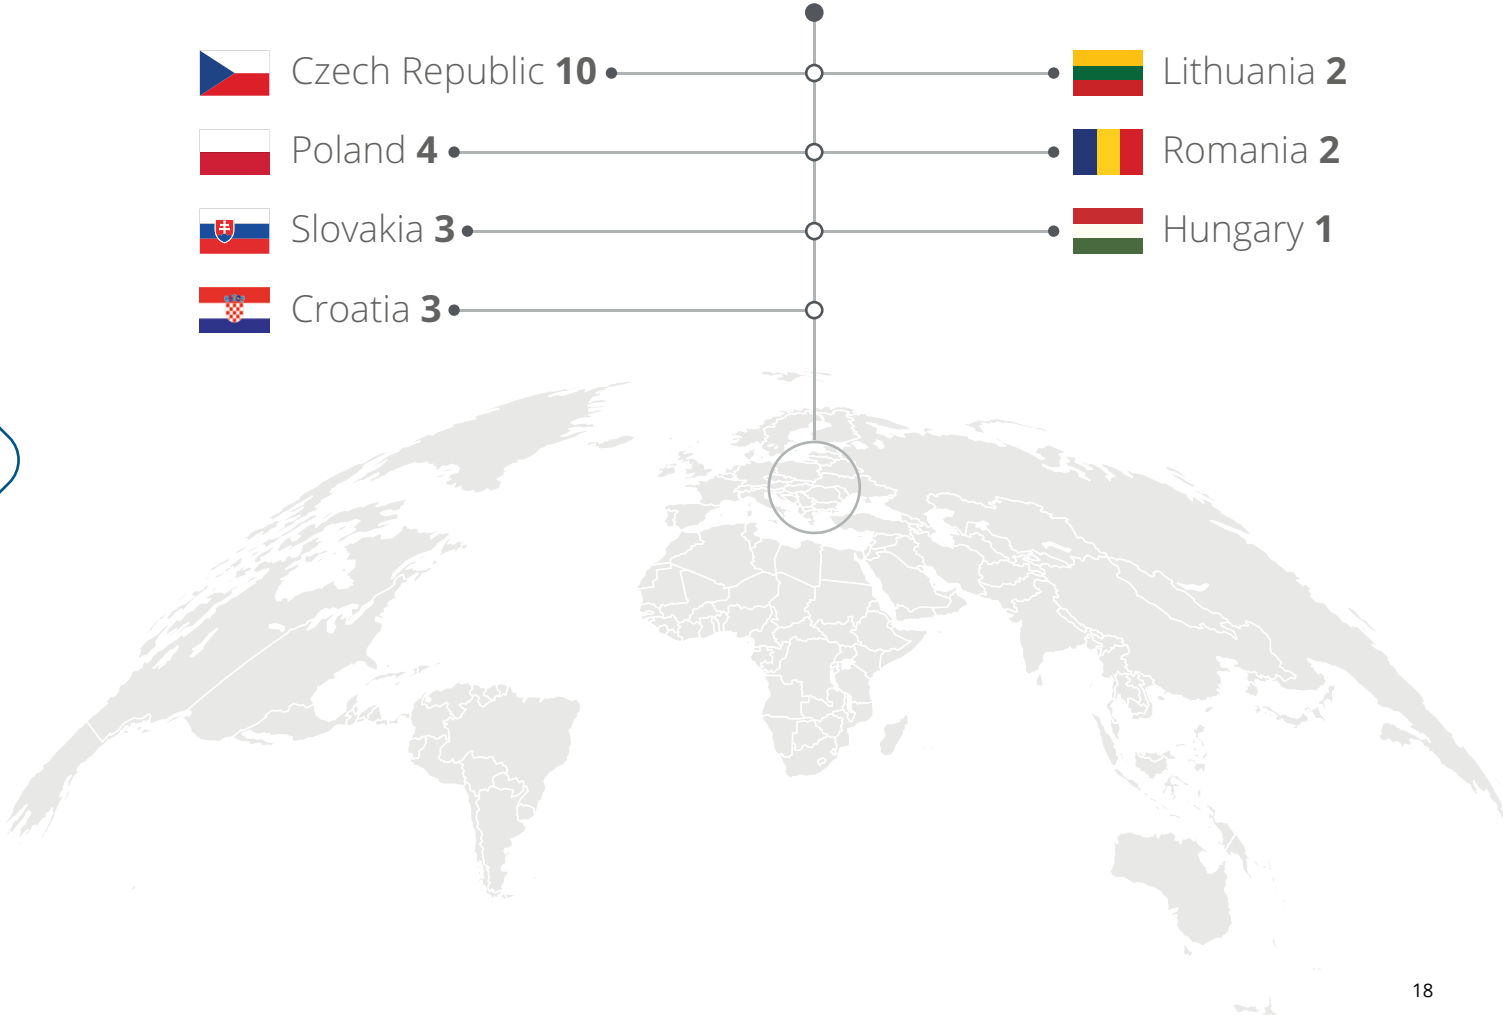 Czech Republic 10
Poland 4
Slovakia 3
Croatia 3
Lithuania 2
Romania 2
Hungary 1
18